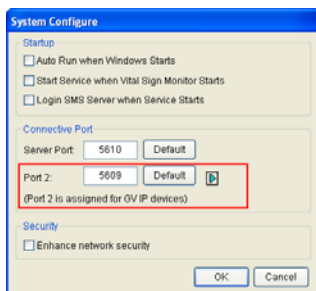 System Configure
Startup
Auto Run when Windows Starts
Start Service when Vital Sign Monitor Starts
Login SMS Server when Service Starts
Connective Port
Server Port: 5610 Default
Port 2: 5609 Default
(Port 2 is assigned for GV IP devices)
Security
Enhance network security
OK Cancel